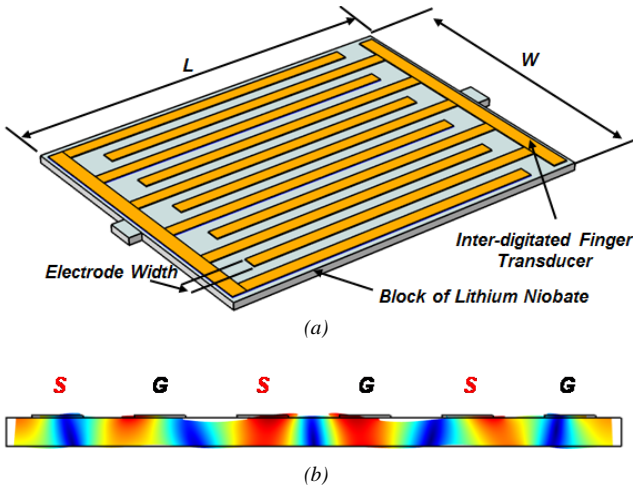 L
W
Inter-digitated Finger
Transducer
Electrode Width
Block of Lithium Niobate
(a)
S G S G S G
(b)